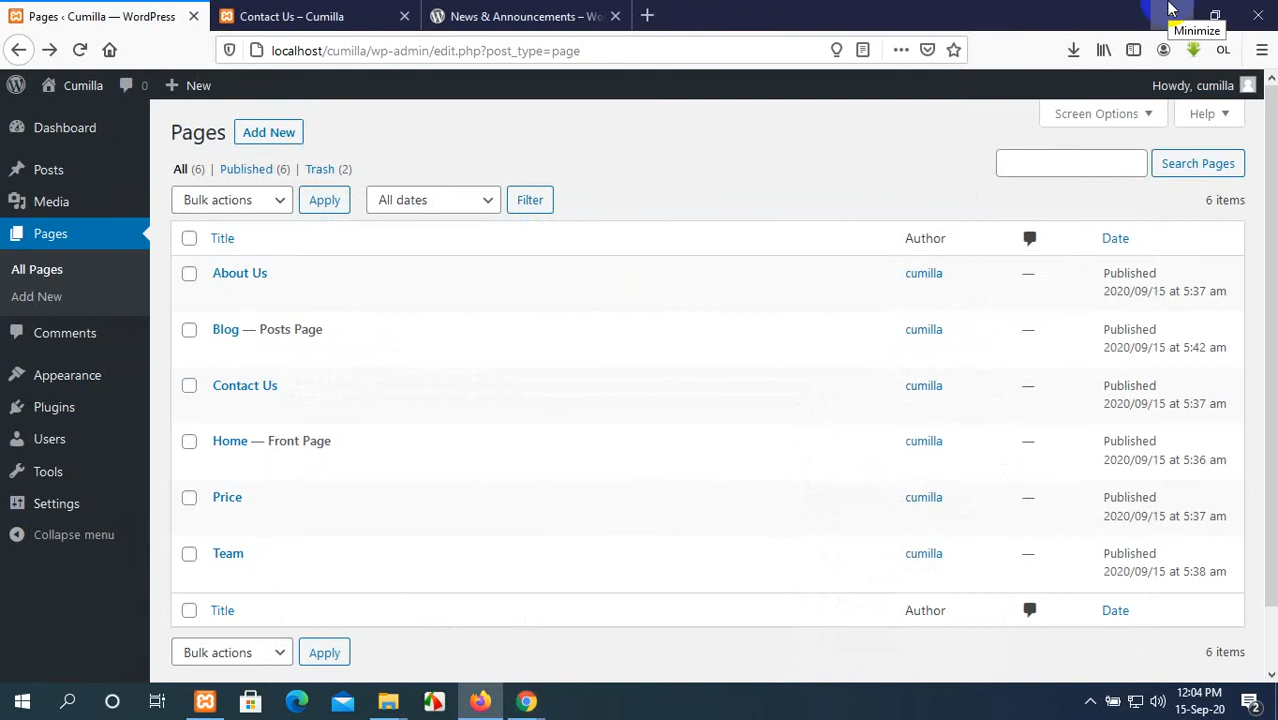 Pages ‹ Cumilla — WordPress
Contact Us – Cumilla
News & Announcements – Wo
Minimize
localhost/cumilla/wp-admin/edit.php?post_type=page
OL
Cumilla
0
New
Howdy, cumilla
Dashboard
Posts
Media
Pages
All Pages
Add New
Comments
Appearance
Plugins
Users
Tools
Settings
Collapse menu
Screen Options
Help
Pages
Add New
All (6) | Published (6) | Trash (2)
Search Pages
Bulk actions
Apply
All dates
Filter
6 items
Title Author Date
About Us cumilla — Published
2020/09/15 at 5:37 am
Blog — Posts Page cumilla — Published
2020/09/15 at 5:42 am
Contact Us cumilla — Published
2020/09/15 at 5:37 am
Home — Front Page cumilla — Published
2020/09/15 at 5:36 am
Price cumilla — Published
2020/09/15 at 5:37 am
Team cumilla — Published
2020/09/15 at 5:38 am
Title Author Date
Bulk actions
Apply
6 items
12:04 PM
15-Sep-20
2